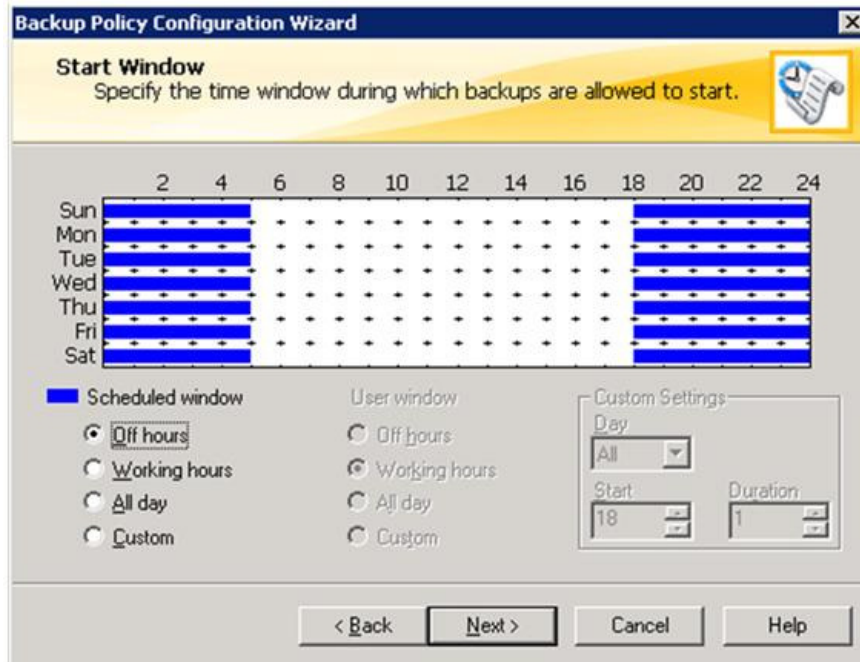 Backup Policy Configuration Wizard
Start Window
Specify the time window during which backups are allowed to start.
2 4 6 8 10 12 14 16 18 20 22 24
Sun
Mon
Tue
Wed
Thu
Fri
Sat
Scheduled window
Off hours
Working hours
All day
Custom
User window
Off hours
Working hours
All day
Custom
Custom Settings
Day
All
Start Duration
18 1
< Back Next > Cancel Help